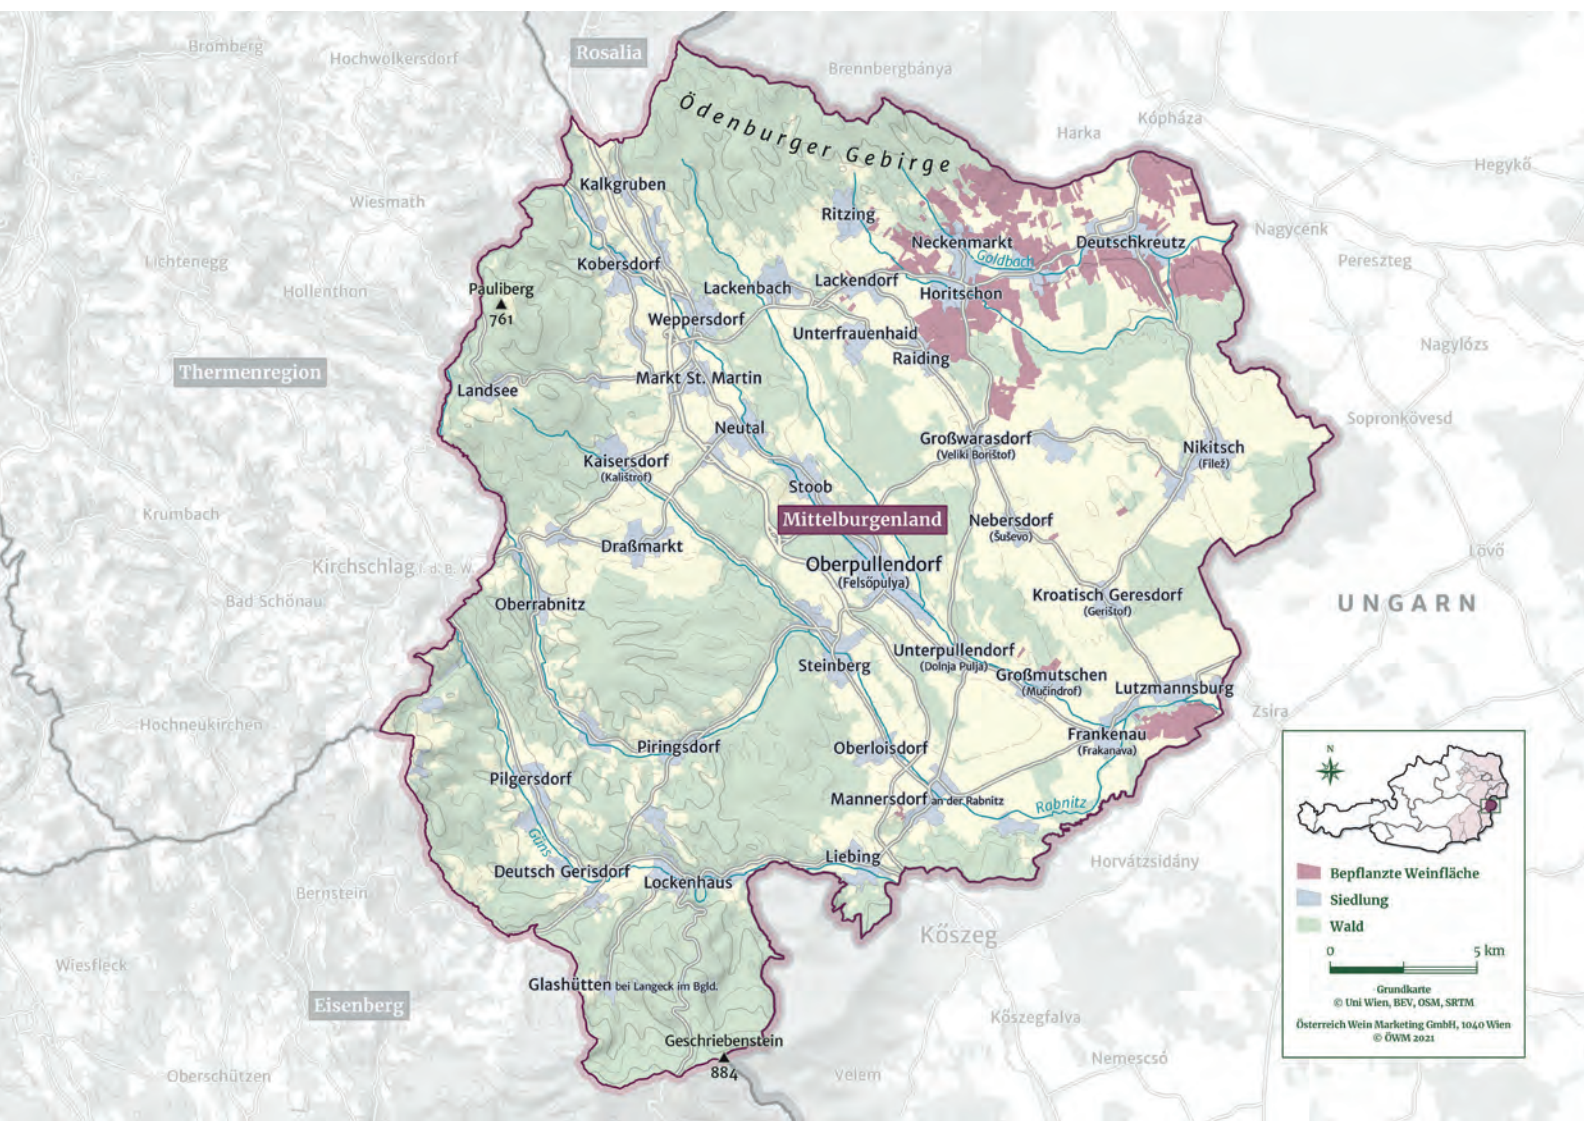 Bromberg
Hochwolkersdorf
Rosalia
Brennbergbánya
Ödenburger Gebirge
Harka
Kópháza
Hegykő
Kalkgruben
Wiesmath
Ritzing
Neckenmarkt
Deutschkreutz
Nagycenk
Goldbach
Pereszteg
Lichtenegg
Kobersdorf
Hollenthon
Pauliberg
761
Lackenbach
Lackendorf
Horitschon
Weppersdorf
Unterfrauenhaid
Raiding
Nagylózs
Thermenregion
Landsee
Markt St. Martin
Sopronkövesd
Neutal
Großwarasdorf
(Veliki Borištof)
Nikitsch
(Filež)
Kaisersdorf
(Kalištrof)
Stoob
Krumbach
Mittelburgenland
Nebersdorf
(Šuševo)
Draßmarkt
Lövő
Kirchschlag i. d. B. W.
Oberpullendorf
(Felsőpulya)
Bad Schönau
Oberrabnitz
Kroatisch Geresdorf
(Gerištof)
UNGARN
Steinberg
Unterpullendorf
(Dolnja Pulja)
Großmutschen
(Mučindrof)
Lutzmannsburg
Zsira
Hochneukirchen
Piringsdorf
Oberloisdorf
Frankenau
(Frakanava)
Pilgersdorf
Mannersdorf an der Rabnitz
Rabnitz
Güns
Deutsch Gerisdorf
Lockenhaus
Liebing
Horvátzsidány
Bernstein
Kőszeg
Wiesfleck
Glashütten bei Langeck im Bgld.
Eisenberg
Kőszegfalva
Geschriebenstein
884
Nemescsó
Velem
Oberschützen
N
Bepflanzte Weinfläche
Siedlung
Wald
0 5 km
Grundkarte
© Uni Wien, BEV, OSM, SRTM
Österreich Wein Marketing GmbH, 1040 Wien
© ÖWM 2021